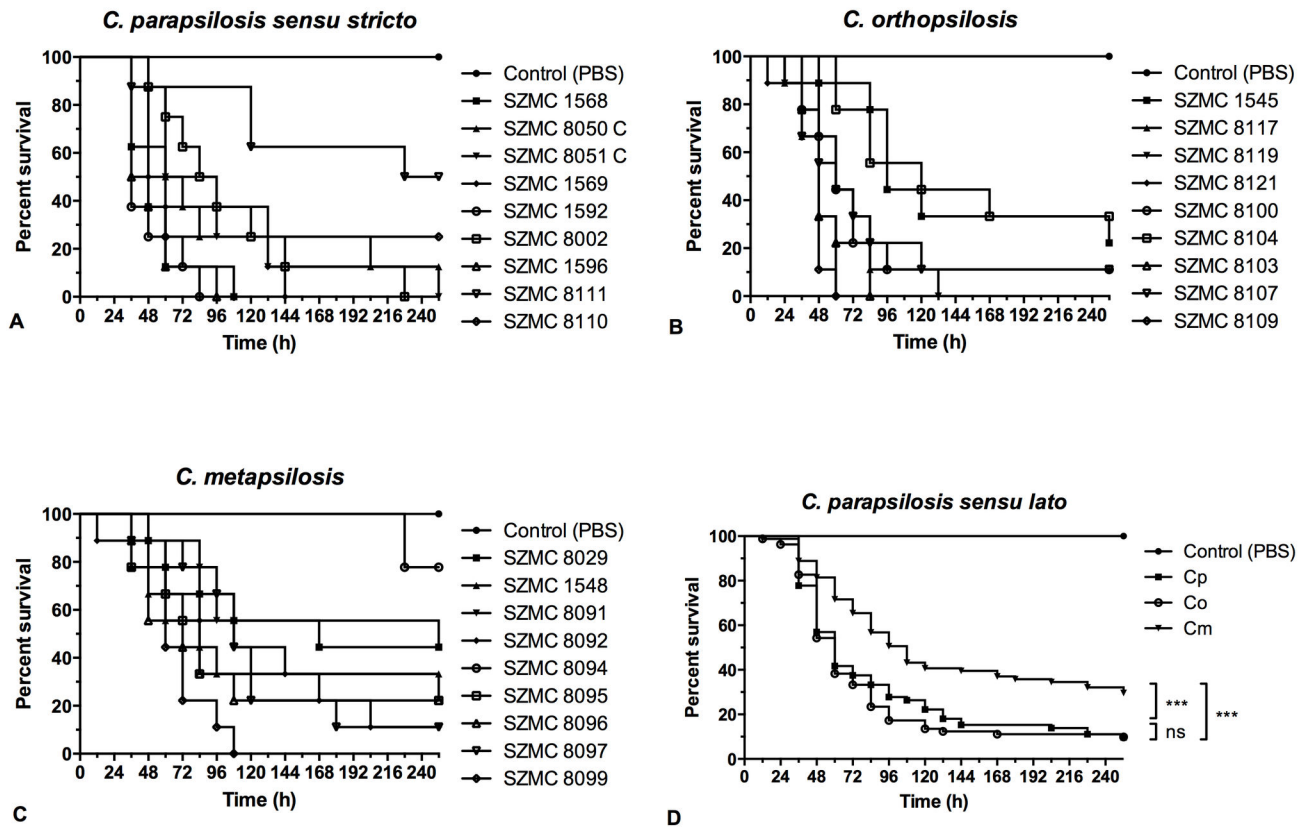 C. parapsilosis sensu stricto
100
80
60
40
20
0
Percent survival
0 24 48 72 96 120 144 168 192 216 240
Time (h)
A
Control (PBS)
SZMC 1568
SZMC 8050 C
SZMC 8051 C
SZMC 1569
SZMC 1592
SZMC 8002
SZMC 1596
SZMC 8111
SZMC 8110
C. orthopsilosis
100
80
60
40
20
0
Percent survival
0 24 48 72 96 120 144 168 192 216 240
Time (h)
B
Control (PBS)
SZMC 1545
SZMC 8117
SZMC 8119
SZMC 8121
SZMC 8100
SZMC 8104
SZMC 8103
SZMC 8107
SZMC 8109
C. metapsilosis
100
80
60
40
20
0
Percent survival
0 24 48 72 96 120 144 168 192 216 240
Time (h)
C
Control (PBS)
SZMC 8029
SZMC 1548
SZMC 8091
SZMC 8092
SZMC 8094
SZMC 8095
SZMC 8096
SZMC 8097
SZMC 8099
C. parapsilosis sensu lato
100
80
60
40
20
0
Percent survival
0 24 48 72 96 120 144 168 192 216 240
Time (h)
D
Control (PBS)
Cp
Co
Cm
***
ns
***